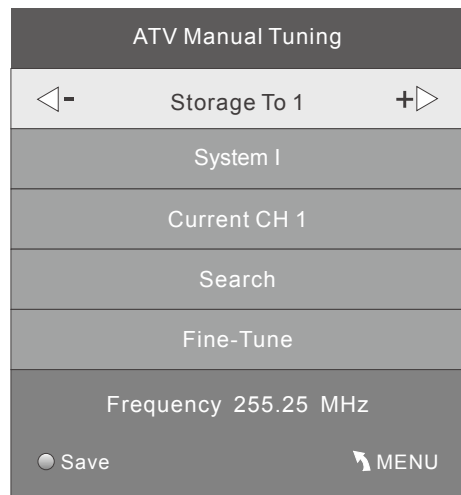 ATV Manual Tuning
- Storage To 1 +
System I
Current CH 1
Search
Fine-Tune
Frequency 255.25 MHz
Save MENU